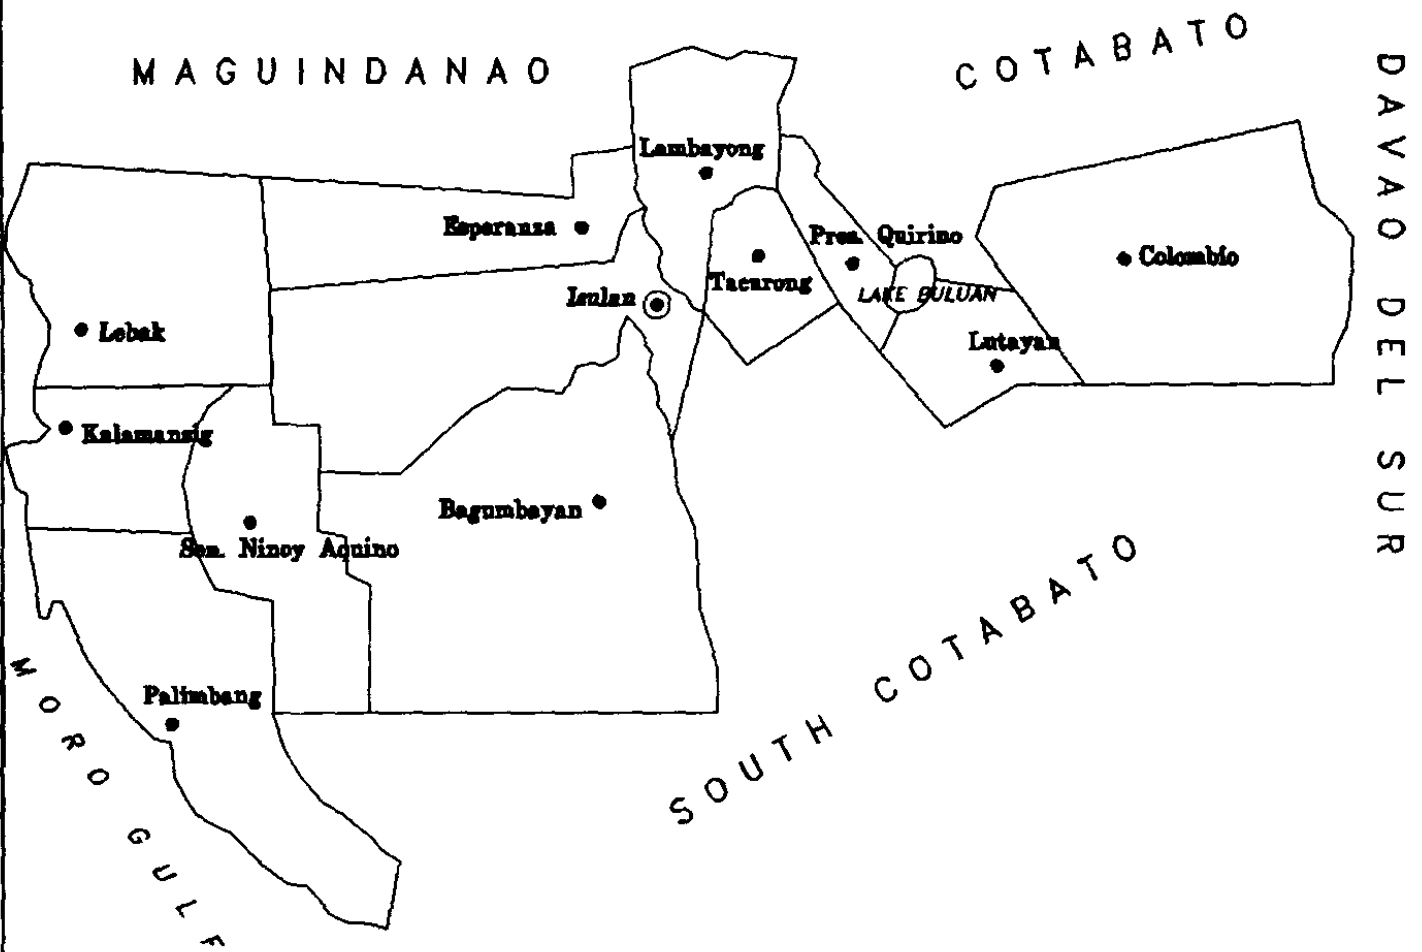 MAGUINDANAO
COTABATO
DAVAO DEL SUR
Lambayong
Esperanza
Pres. Quirino
Colombio
Tacurong
Isulan
LAKE BULUAN
Lebak
Lutayan
Kalamansig
Bagumbayan
Sen. Ninoy Aquino
Palimbang
SOUTH COTABATO
MORO GULF